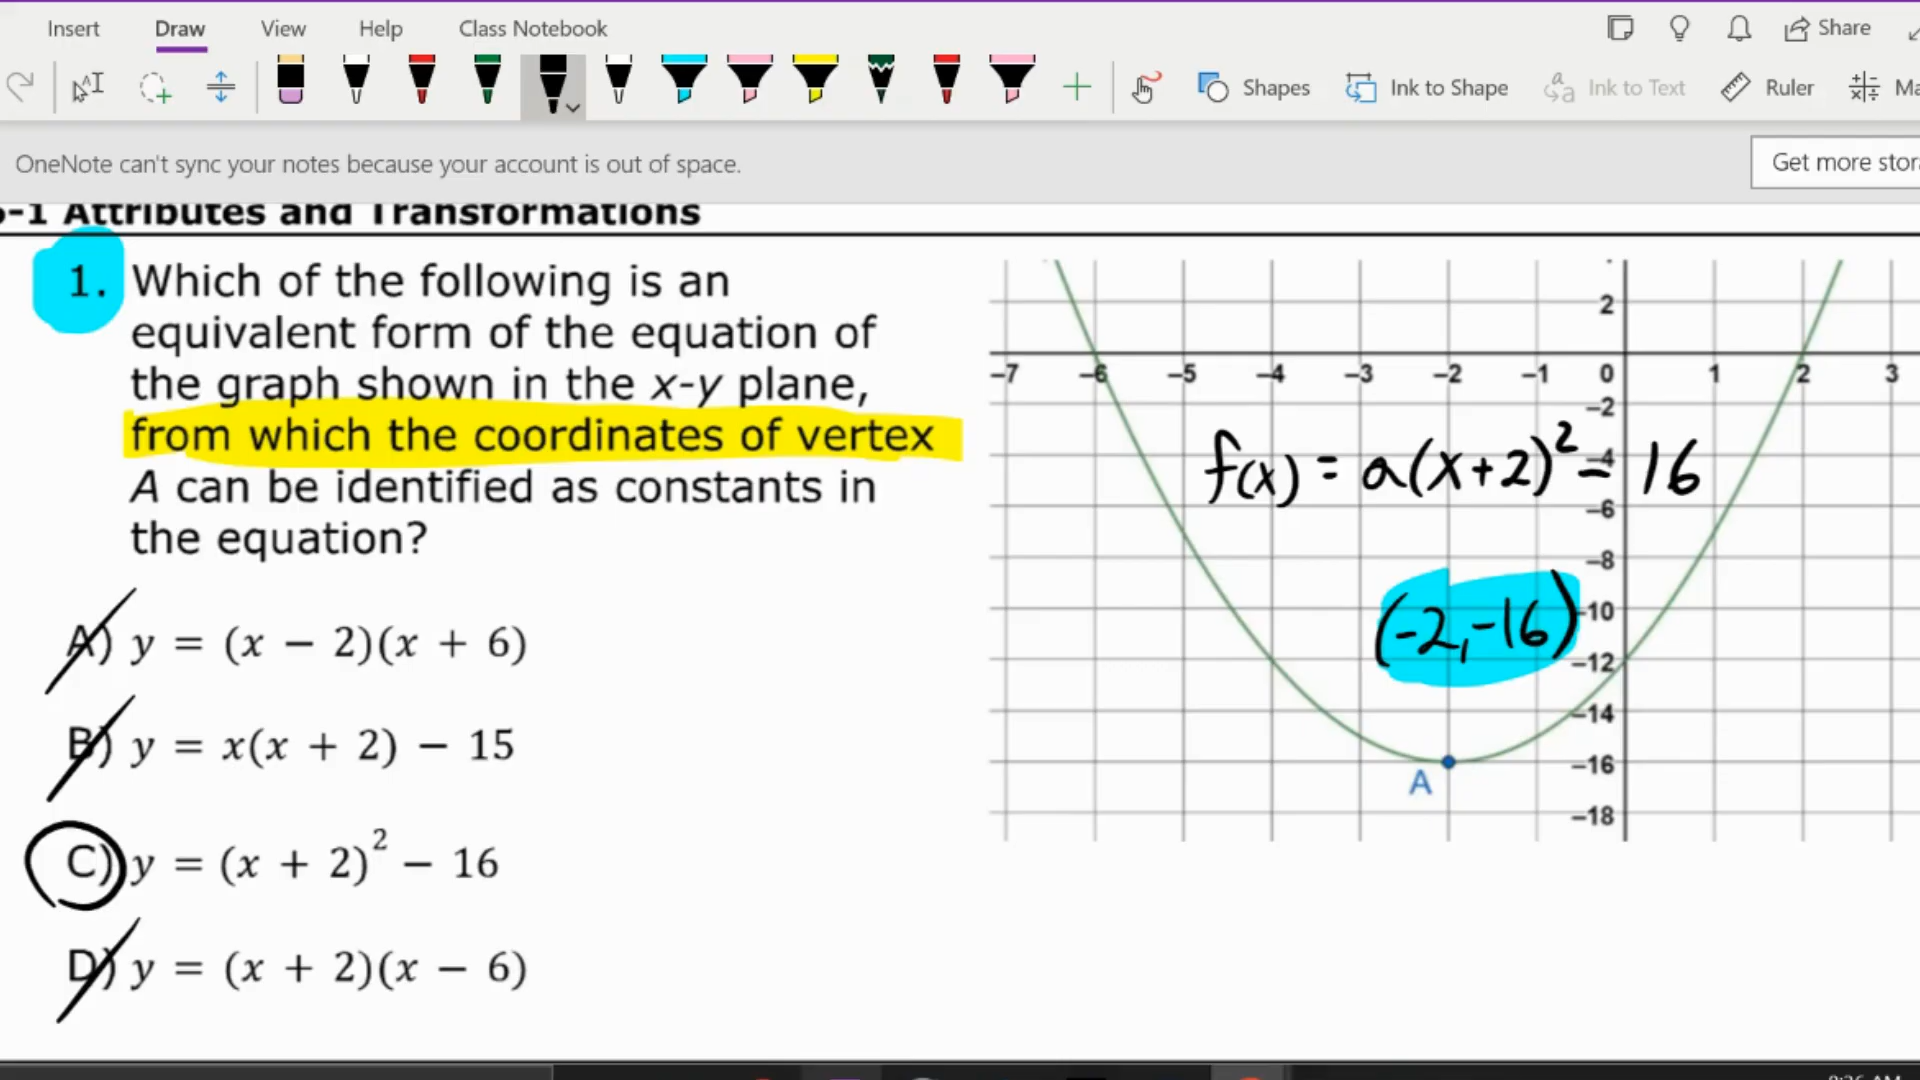 Insert Draw View Help Class Notebook Share
Shapes Ink to Shape Ink to Text Ruler
OneNote can't sync your notes because your account is out of space. Get more
-1 Attributes and Transformations
1. Which of the following is an
equivalent form of the equation of
the graph shown in the x-y plane,
from which the coordinates of vertex
A can be identified as constants in
the equation?
A) y = (x − 2)(x + 6)
B) y = x(x + 2) − 15
C) y = (x + 2)² − 16
D) y = (x + 2)(x − 6)
2
-7 -6 -5 -4 -3 -2 -1 0 1 2 3
-2
f(x) = a(x+2)² - 16
-4
-6
-8
(-2,-16)
-10
-12
-14
-16
A
-18